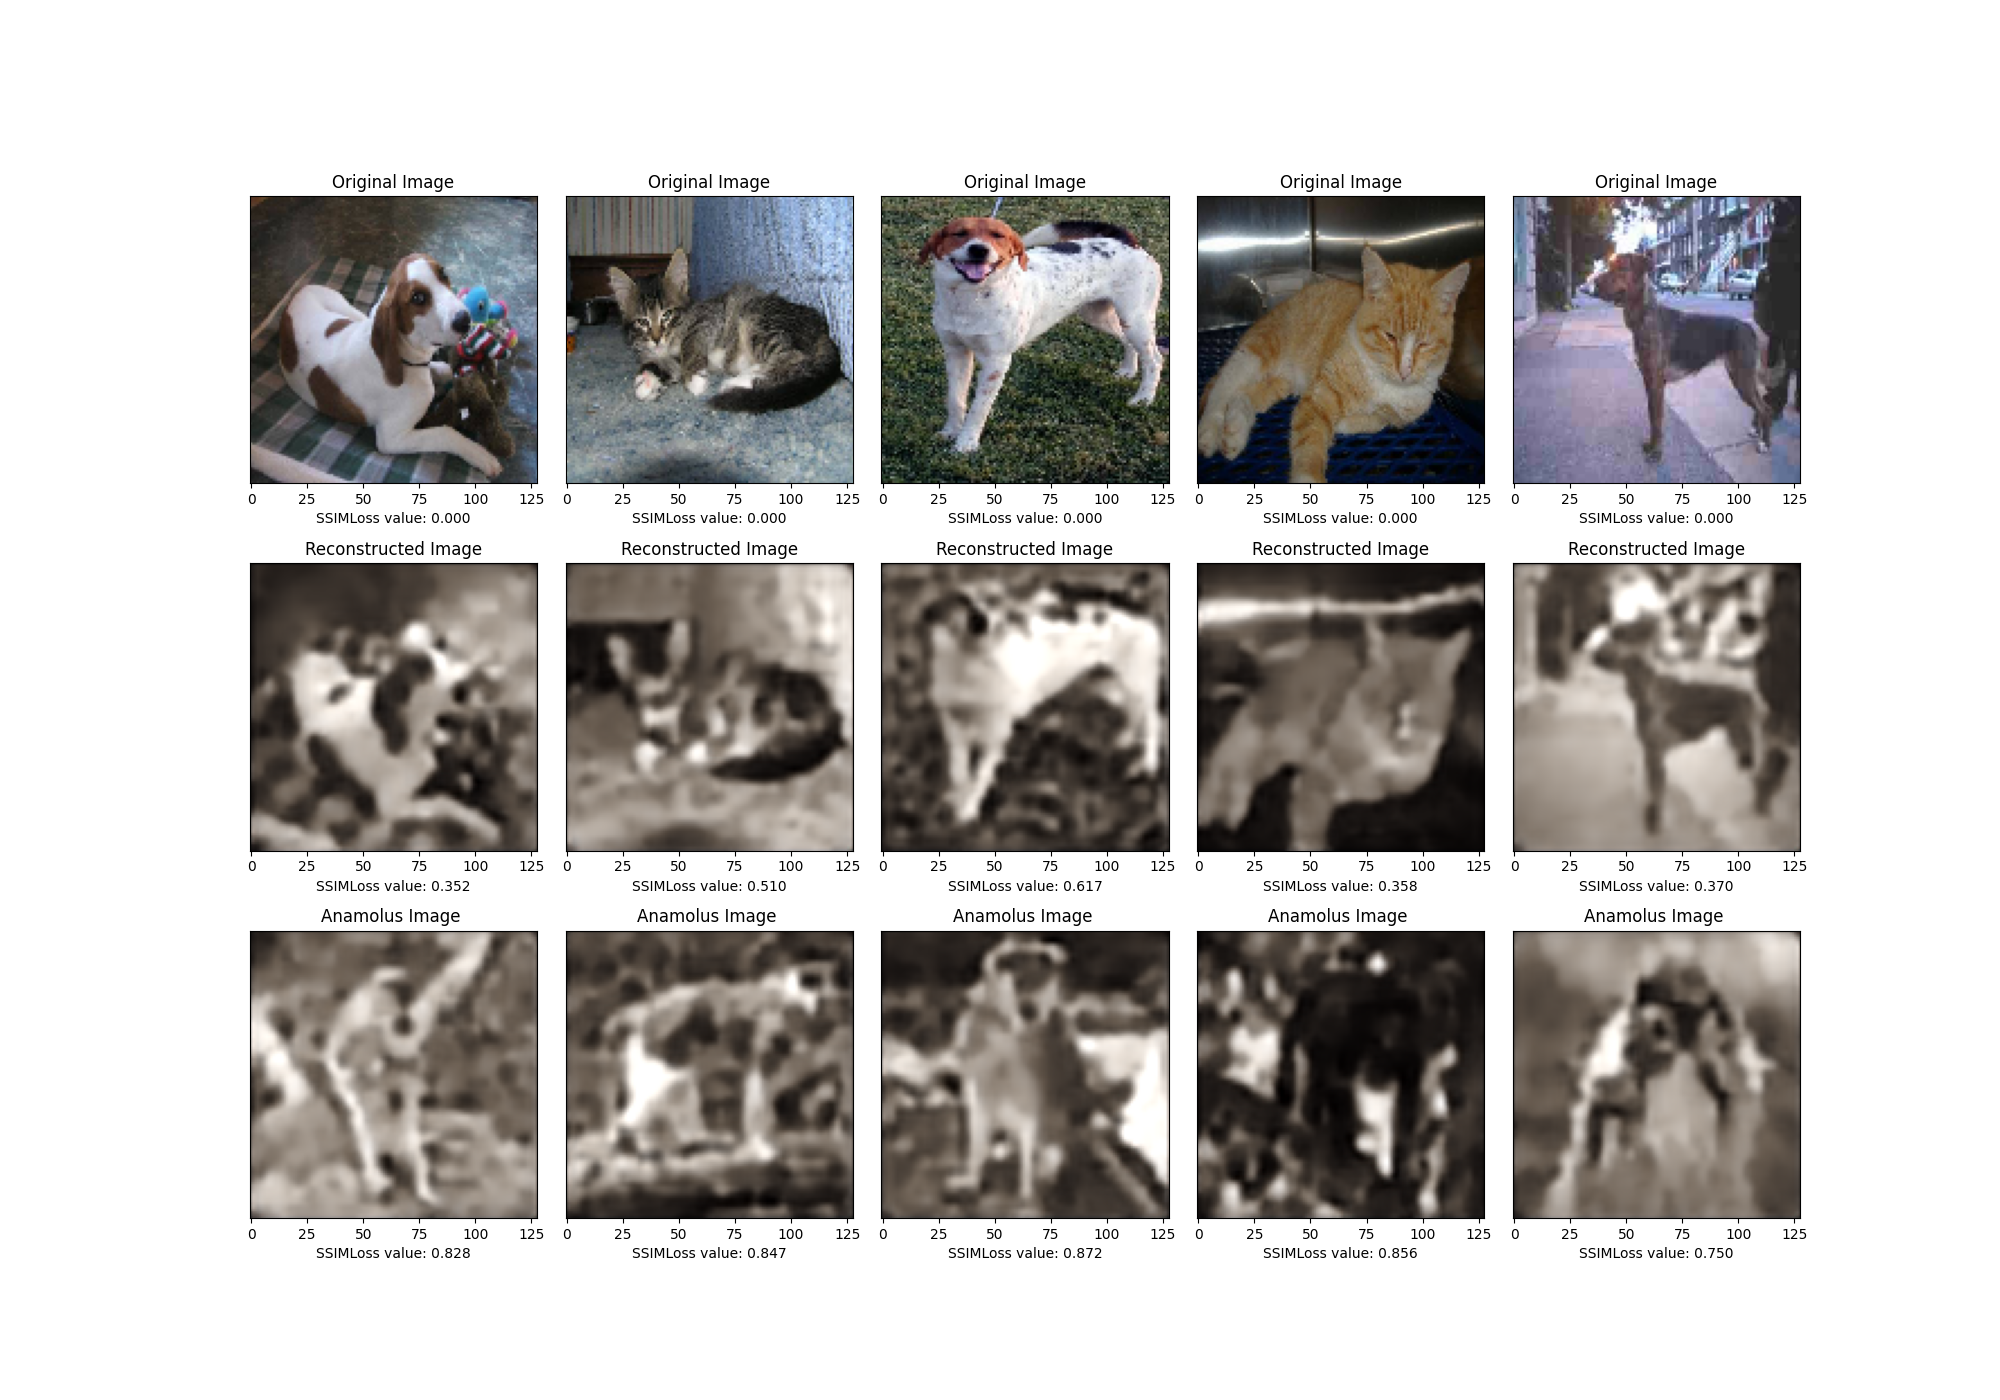 Original Image Original Image Original Image Original Image Original Image
0 25 50 75 100 125 0 25 50 75 100 125 0 25 50 75 100 125 0 25 50 75 100 125 0 25 50 75 100 125
SSIMLoss value: 0.000 SSIMLoss value: 0.000 SSIMLoss value: 0.000 SSIMLoss value: 0.000 SSIMLoss value: 0.000
Reconstructed Image Reconstructed Image Reconstructed Image Reconstructed Image Reconstructed Image
0 25 50 75 100 125 0 25 50 75 100 125 0 25 50 75 100 125 0 25 50 75 100 125 0 25 50 75 100 125
SSIMLoss value: 0.352 SSIMLoss value: 0.510 SSIMLoss value: 0.617 SSIMLoss value: 0.358 SSIMLoss value: 0.370
Anamolus Image Anamolus Image Anamolus Image Anamolus Image Anamolus Image
0 25 50 75 100 125 0 25 50 75 100 125 0 25 50 75 100 125 0 25 50 75 100 125 0 25 50 75 100 125
SSIMLoss value: 0.828 SSIMLoss value: 0.847 SSIMLoss value: 0.872 SSIMLoss value: 0.856 SSIMLoss value: 0.750